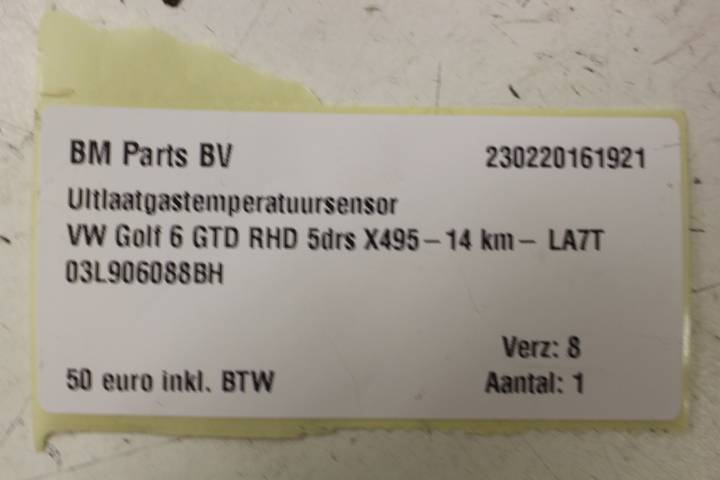 BM Parts BV 230220161921
UItlaatgastemperatuursensor
VW Golf 6 GTD RHD 5drs X495-14 km- LA7T
03L906088BH
Verz: 8
50 euro inkl. BTW Aantal: 1